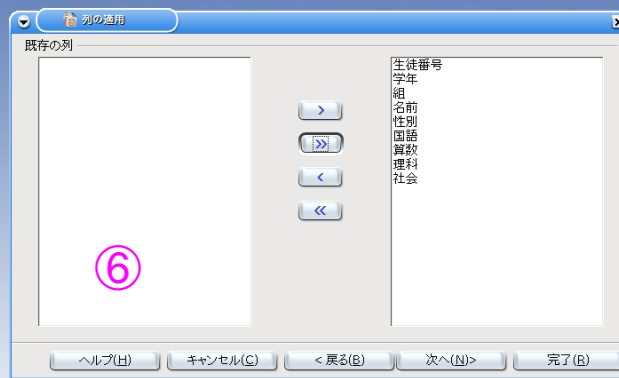 列の適用
既存の列
生徒番号
学年
組
名前
性別
国語
算数
理科
社会
>
>>
<
<<
⑥
ヘルプ(H) キャンセル(C) < 戻る(B) 次へ(N)> 完了(R)